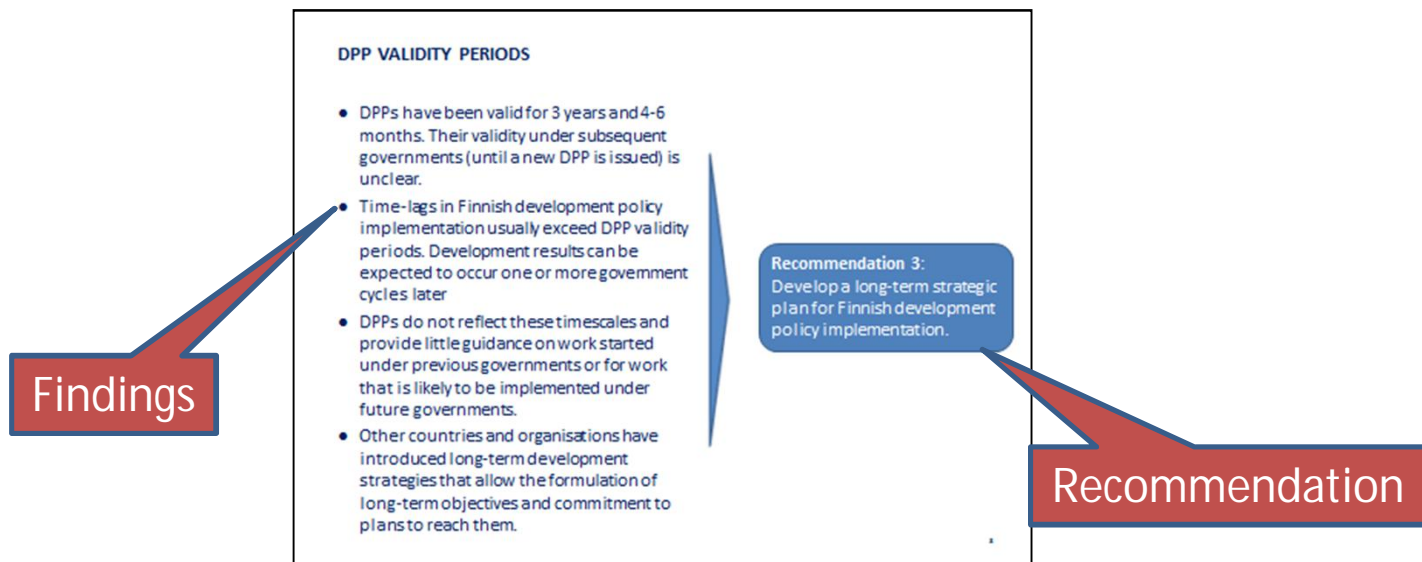 DPP VALIDITY PERIODS
• DPPs have been valid for 3 years and 4-6
months. Their validity under subsequent
governments (until a new DPP is issued) is
unclear.
• Time-lags in Finnish development policy
implementation usually exceed DPP validity
periods. Development results can be
expected to occur one or more government
cycles later
• DPPs do not reflect these timescales and
provide little guidance on work started
under previous governments or for work
that is likely to be implemented under
future governments.
• Other countries and organisations have
introduced long-term development
strategies that allow the formulation of
long-term objectives and commitment to
plans to reach them.
Recommendation 3:
Develop a long-term strategic
plan for Finnish development
policy implementation.
Findings
Recommendation